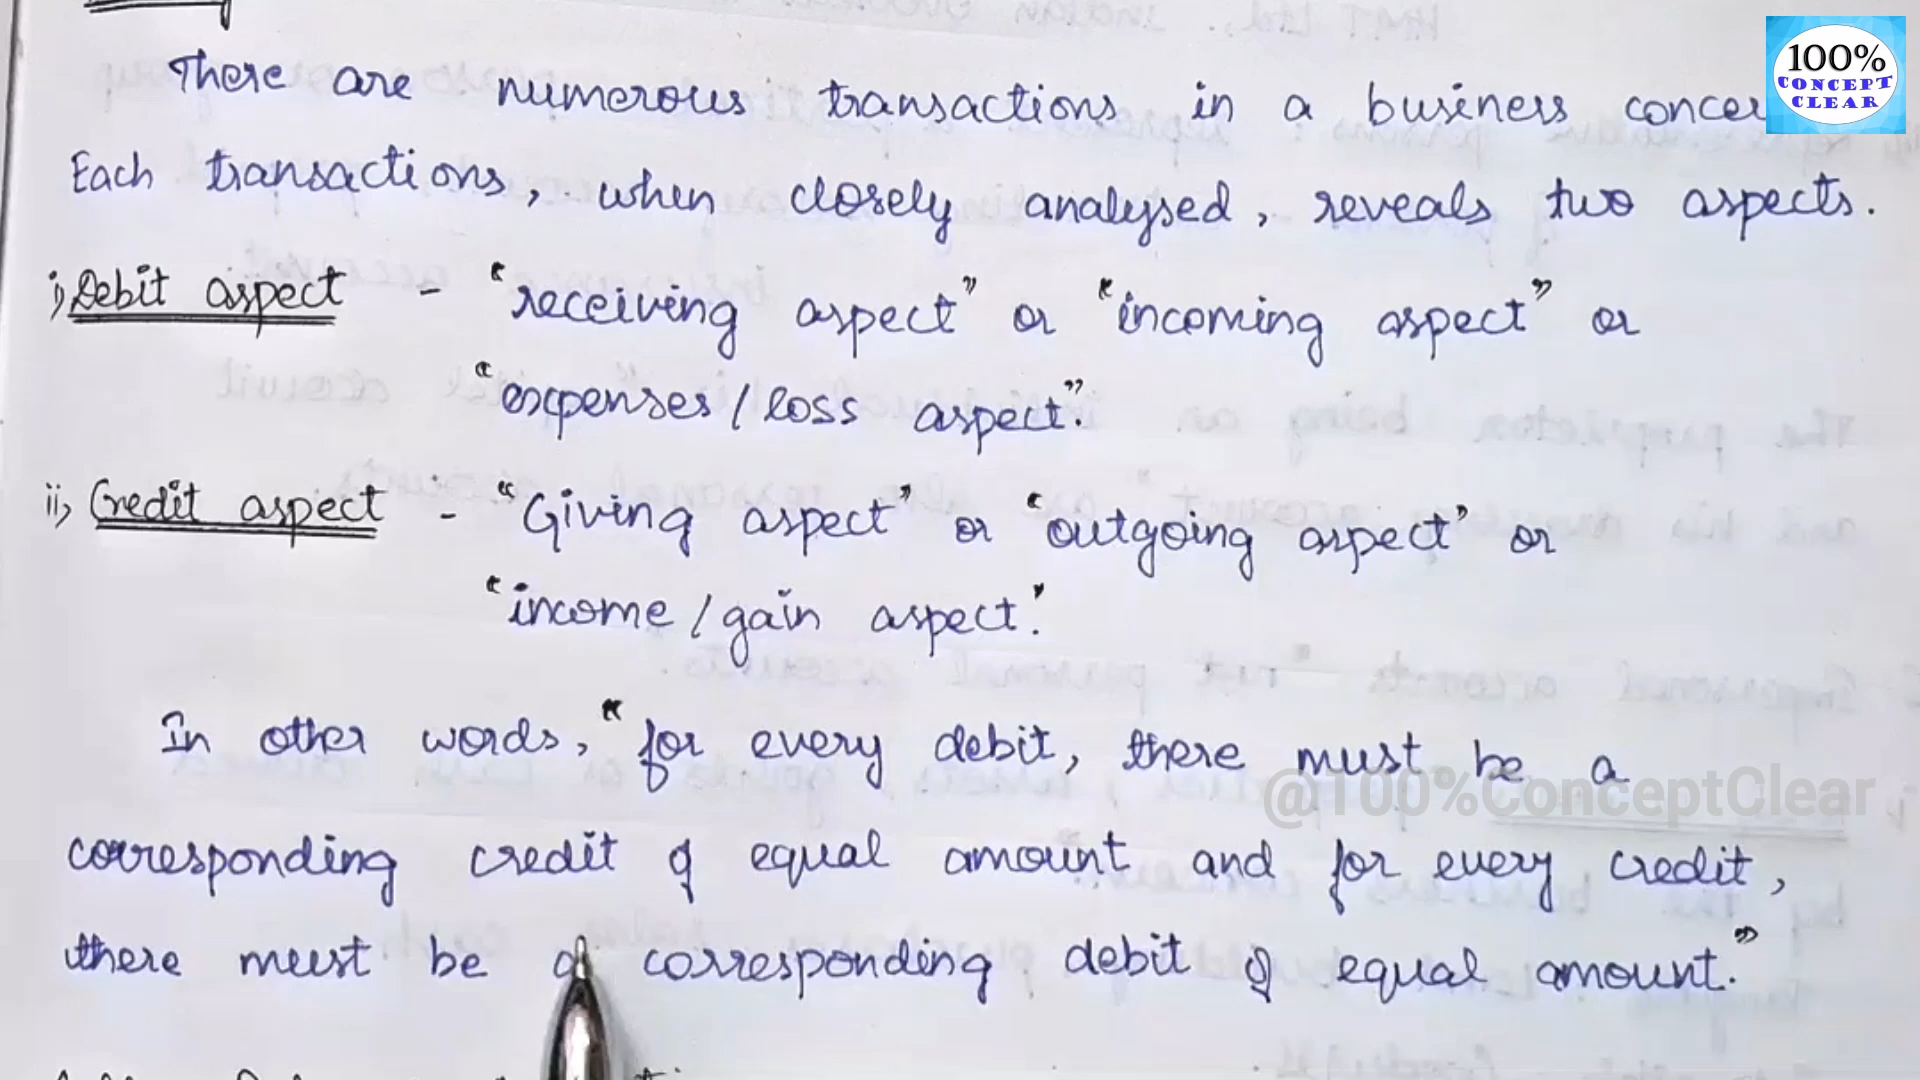 There are numerous transactions in a business
100%
CONCEPT
CLEAR
Each transactions, when closely analysed, reveals two aspects.
i, Debit aspect - "receiving aspect" or "incoming aspect" or
"expenses / loss aspect."
ii, Credit aspect - "Giving aspect" or "outgoing aspect" or
"income / gain aspect."
In other words, "for every debit, there must be a
@100%ConceptClear
corresponding credit of equal amount and for every credit,
there must be a corresponding debit of equal amount."